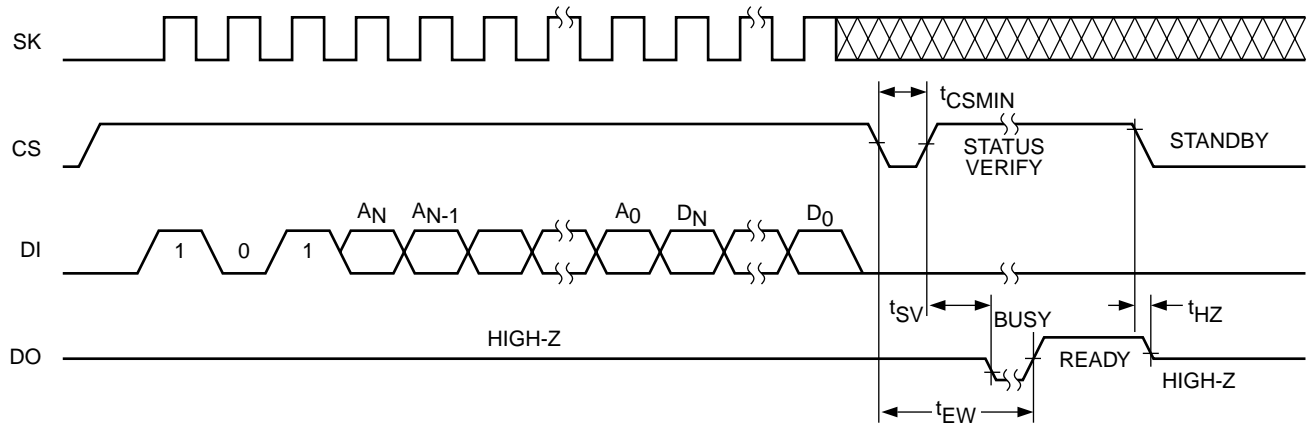 SK
tCSMIN
CS
STATUS
VERIFY
STANDBY
AN AN-1 A0 DN D0
DI 1 0 1
tSV BUSY tHZ
HIGH-Z
DO READY
HIGH-Z
tEW